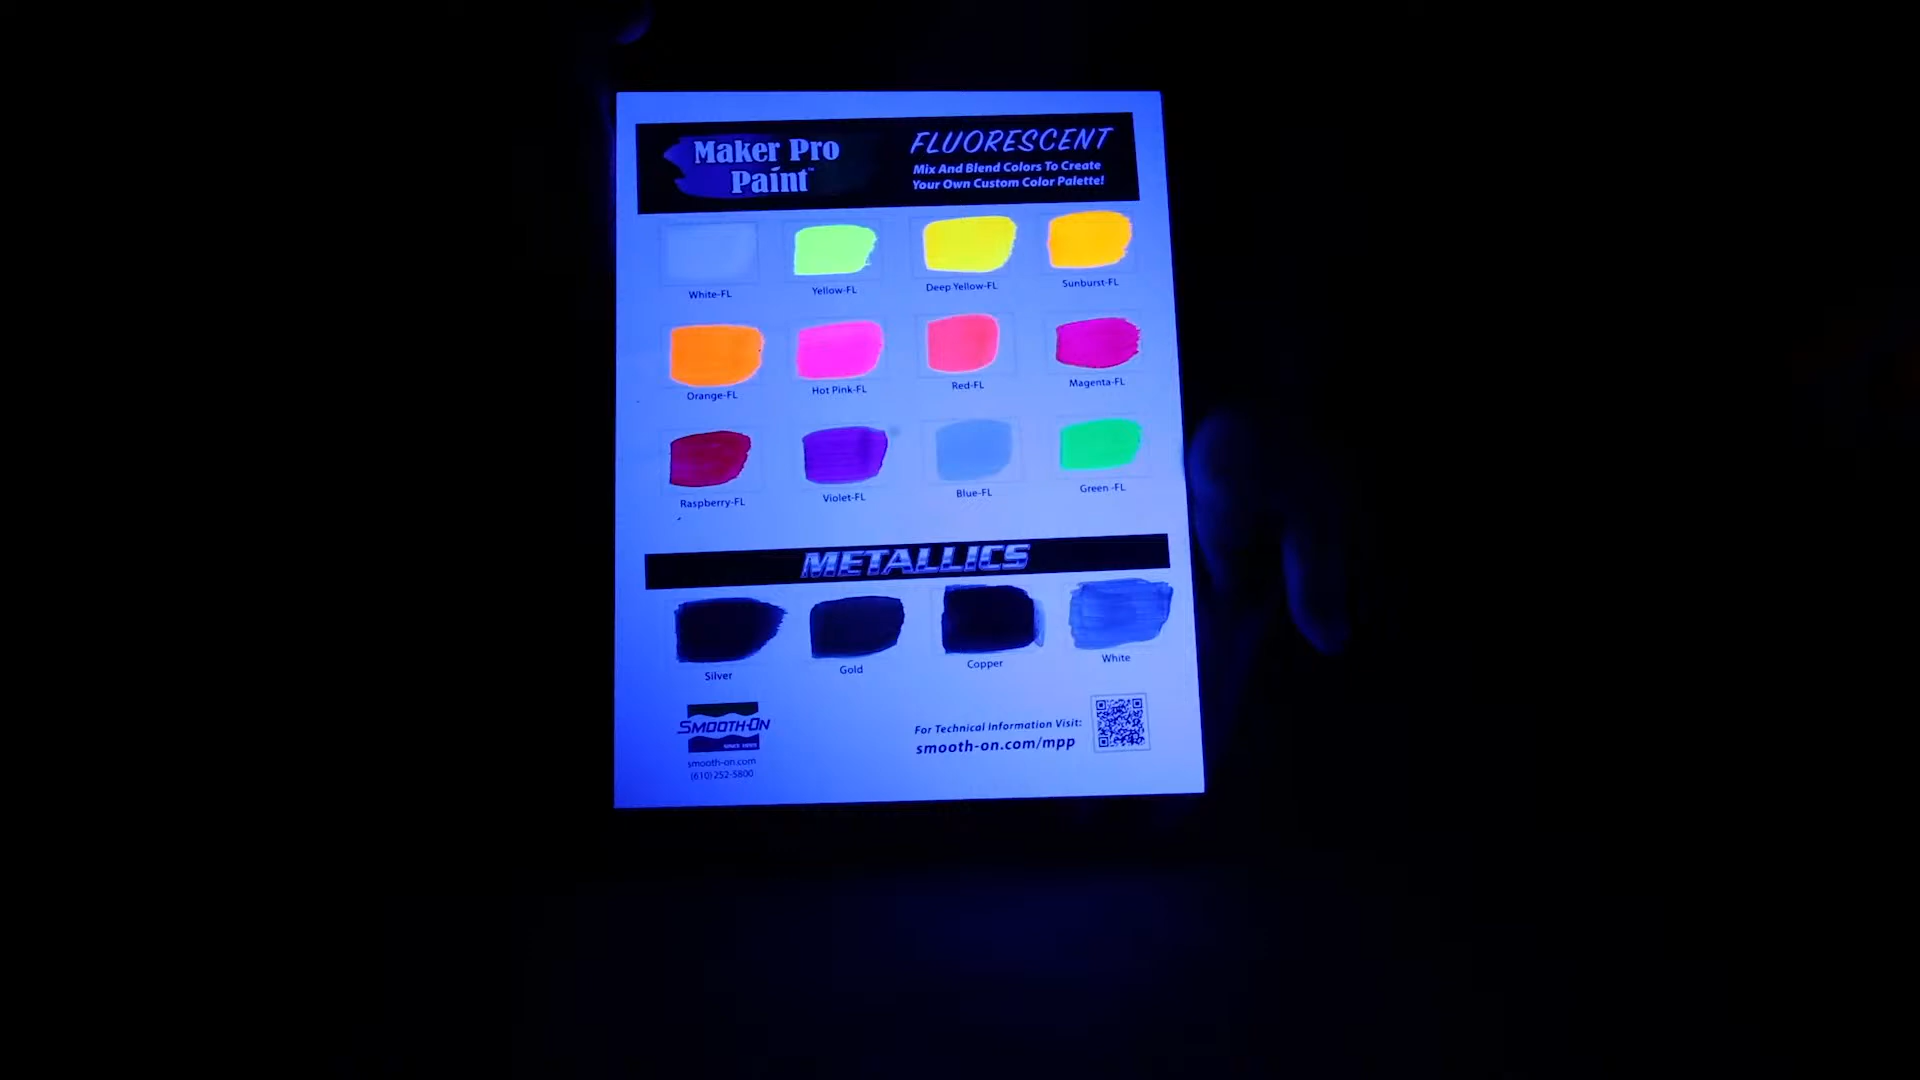 Maker Pro
Paint™
FLUORESCENT
Mix And Blend Colors To Create
Your Own Custom Color Palette!
White-FL
Yellow-FL
Deep Yellow-FL
Sunburst-FL
Orange-FL
Hot Pink-FL
Red-FL
Magenta-FL
Raspberry-FL
Violet-FL
Blue-FL
Green -FL
METALLICS
Silver
Gold
Copper
White
SMOOTH-ON
smooth-on.com
(610) 252-5800
For Technical Information Visit:
smooth-on.com/mpp